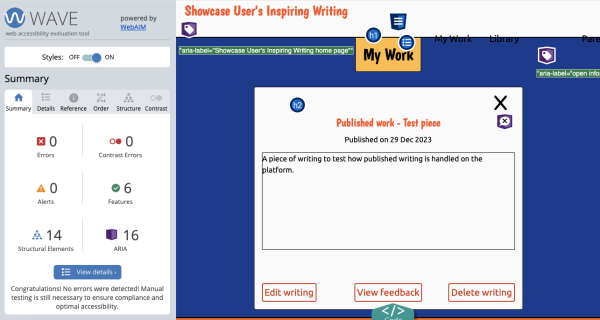 WAVE
web accessibility evaluation tool
powered by
WebAIM
Styles: OFF ON
Summary
Summary Details Reference Order Structure Contrast
0
Errors
0
Contrast Errors
0
Alerts
6
Features
14
Structural Elements
16
ARIA
View details ›
Congratulations! No errors were detected! Manual
testing is still necessary to ensure compliance and
optimal accessibility.
Showcase User's Inspiring Writing
*aria-label="Showcase User's Inspiring Writing home page"*
h1
My Work
My Work Library
*aria-label="open info
h2
X
Published work - Test piece
Published on 29 Dec 2023
A piece of writing to test how published writing is handled on the
platform.
Edit writing View feedback Delete writing
</>